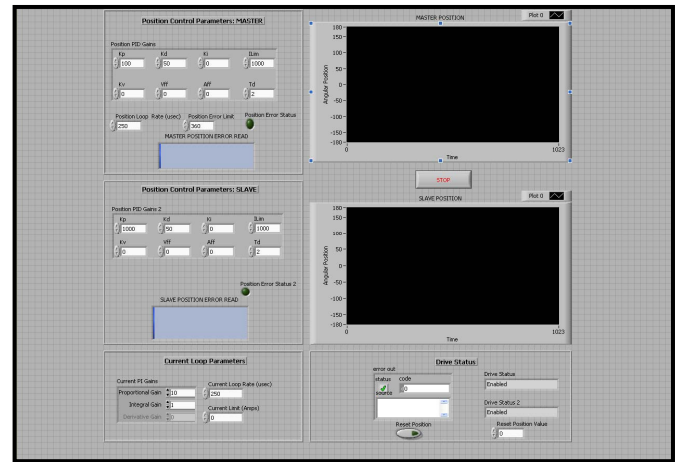 Position Control Parameters: MASTER
Position PID Gains
Kp Kd Ki ILim
100 50 0 1000
Kv Vff Aff Td
0 0 0 2
Position Loop Rate (usec) Position Error Limit Position Error Status
250 360
MASTER POSITION ERROR READ
Position Control Parameters: SLAVE
Position PID Gains 2
Kp Kd Ki ILim
1000 50 0 1000
Kv Vff Aff Td
0 0 0 2
Position Error Status 2
SLAVE POSITION ERROR READ
Current Loop Parameters
Current PI Gains
Proportional Gain 10
Integral Gain 1
Derivative Gain 0
Current Loop Rate (usec)
250
Current Limit (Amps)
0
MASTER POSITION Plot 0
Angular Position
180
150
100
50
0
-50
-100
-150
-180
0 1023
Time
STOP
SLAVE POSITION Plot 0
Angular Position
180
150
100
50
0
-50
-100
-150
-180
0 1023
Time
Drive Status
error out
status code
0
source
Reset Position
Drive Status
Enabled
Drive Status 2
Enabled
Reset Position Value
0